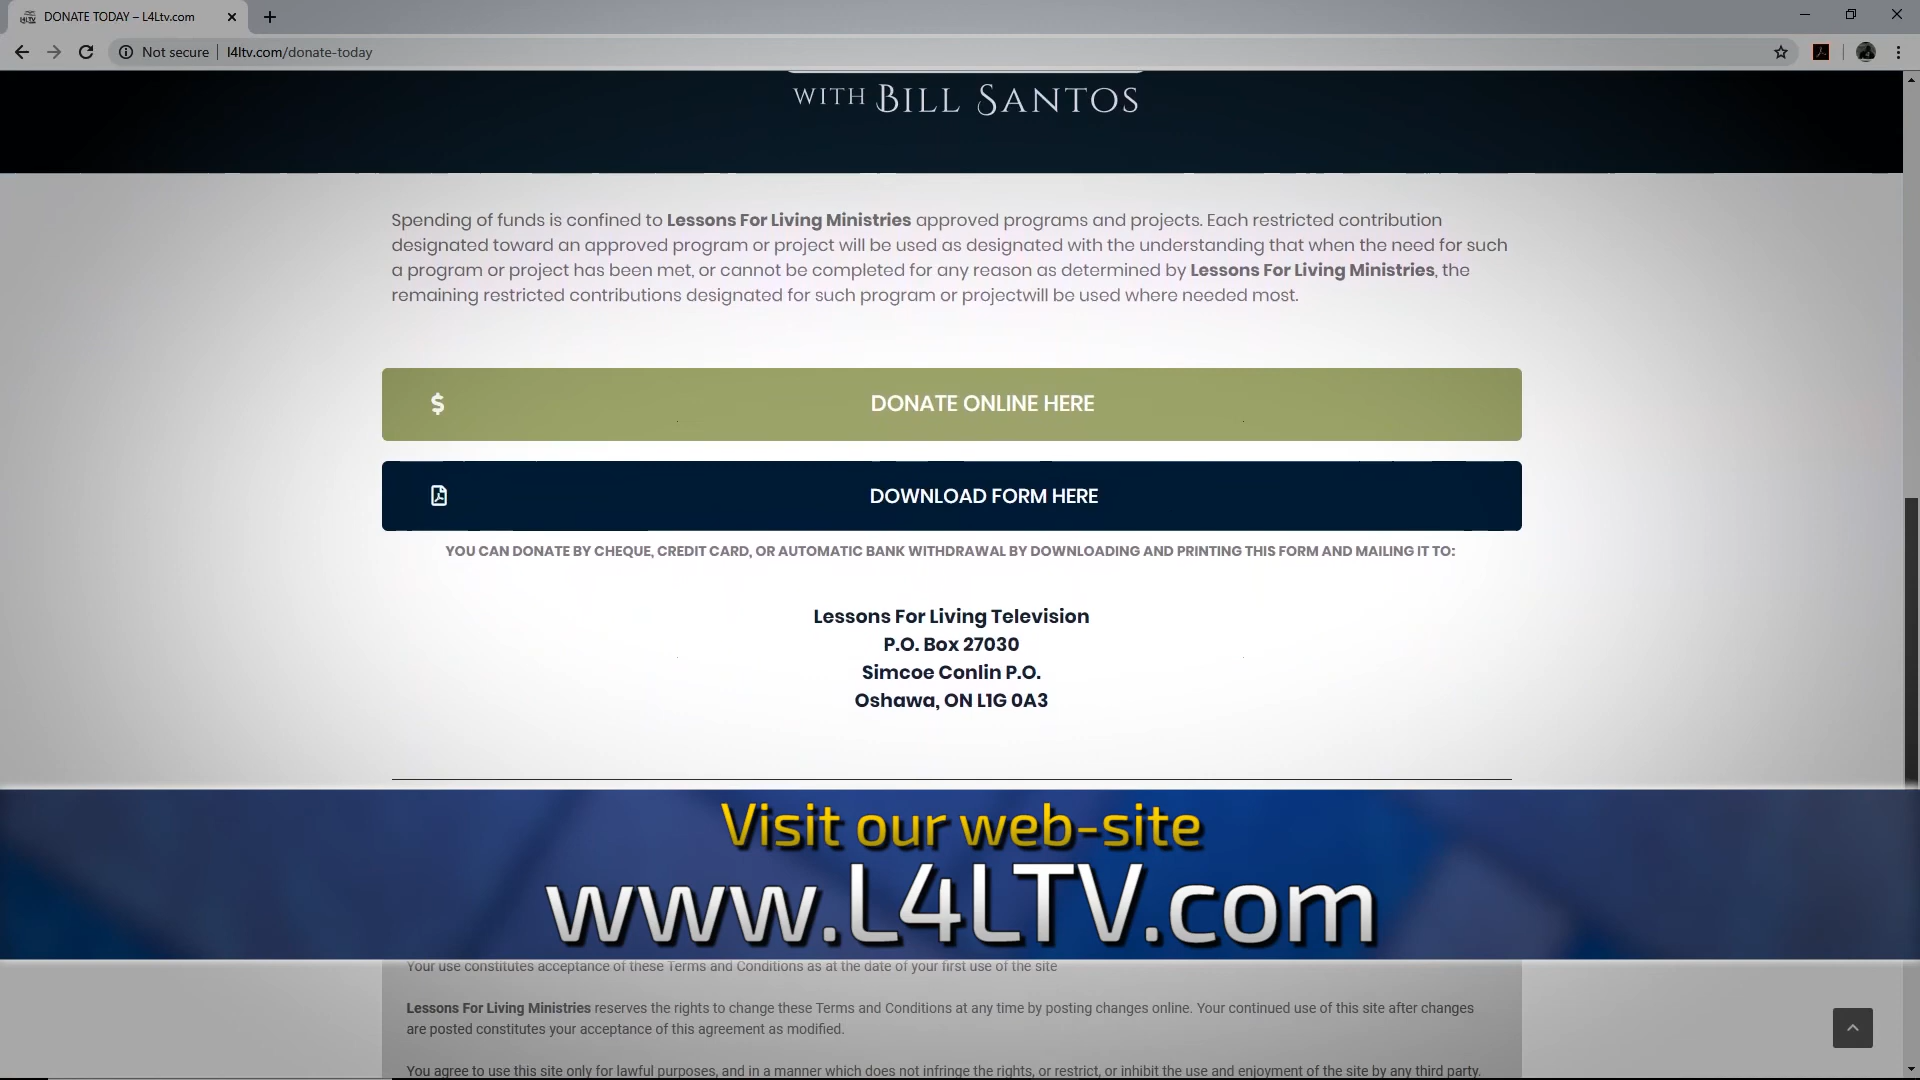 DONATE TODAY – L4Ltv.com
Not secure | l4ltv.com/donate-today
WITH BILL SANTOS
Spending of funds is confined to Lessons For Living Ministries approved programs and projects. Each restricted contribution
designated toward an approved program or project will be used as designated with the understanding that when the need for such
a program or project has been met, or cannot be completed for any reason as determined by Lessons For Living Ministries, the
remaining restricted contributions designated for such program or projectwill be used where needed most.
$ DONATE ONLINE HERE
DOWNLOAD FORM HERE
YOU CAN DONATE BY CHEQUE, CREDIT CARD, OR AUTOMATIC BANK WITHDRAWAL BY DOWNLOADING AND PRINTING THIS FORM AND MAILING IT TO:
Lessons For Living Television
P.O. Box 27030
Simcoe Conlin P.O.
Oshawa, ON L1G 0A3
Visit our web-site
www.L4LTV.com
Your use constitutes acceptance of these Terms and Conditions as at the date of your first use of the site
Lessons For Living Ministries reserves the rights to change these Terms and Conditions at any time by posting changes online. Your continued use of this site after changes
are posted constitutes your acceptance of this agreement as modified.
You agree to use this site only for lawful purposes, and in a manner which does not infringe the rights, or restrict, or inhibit the use and enjoyment of the site by any third party.